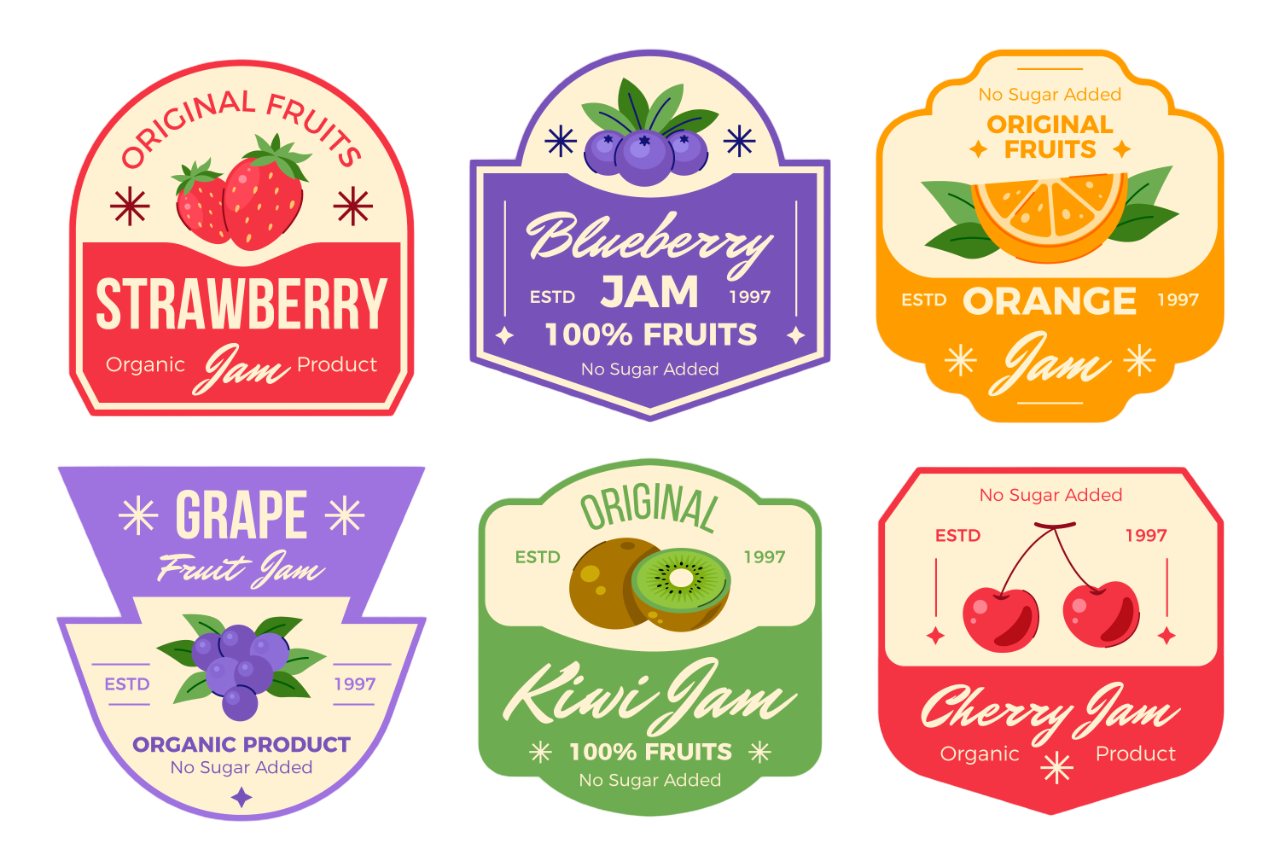 ORIGINAL FRUITS
STRAWBERRY
Organic Jam Product
Blueberry
ESTD JAM 1997
100% FRUITS
No Sugar Added
No Sugar Added
ORIGINAL
FRUITS
ESTD ORANGE 1997
Jam
GRAPE
Fruit Jam
ESTD 1997
ORGANIC PRODUCT
No Sugar Added
ORIGINAL
ESTD 1997
Kiwi Jam
100% FRUITS
No Sugar Added
No Sugar Added
ESTD 1997
Cherry Jam
Organic Product